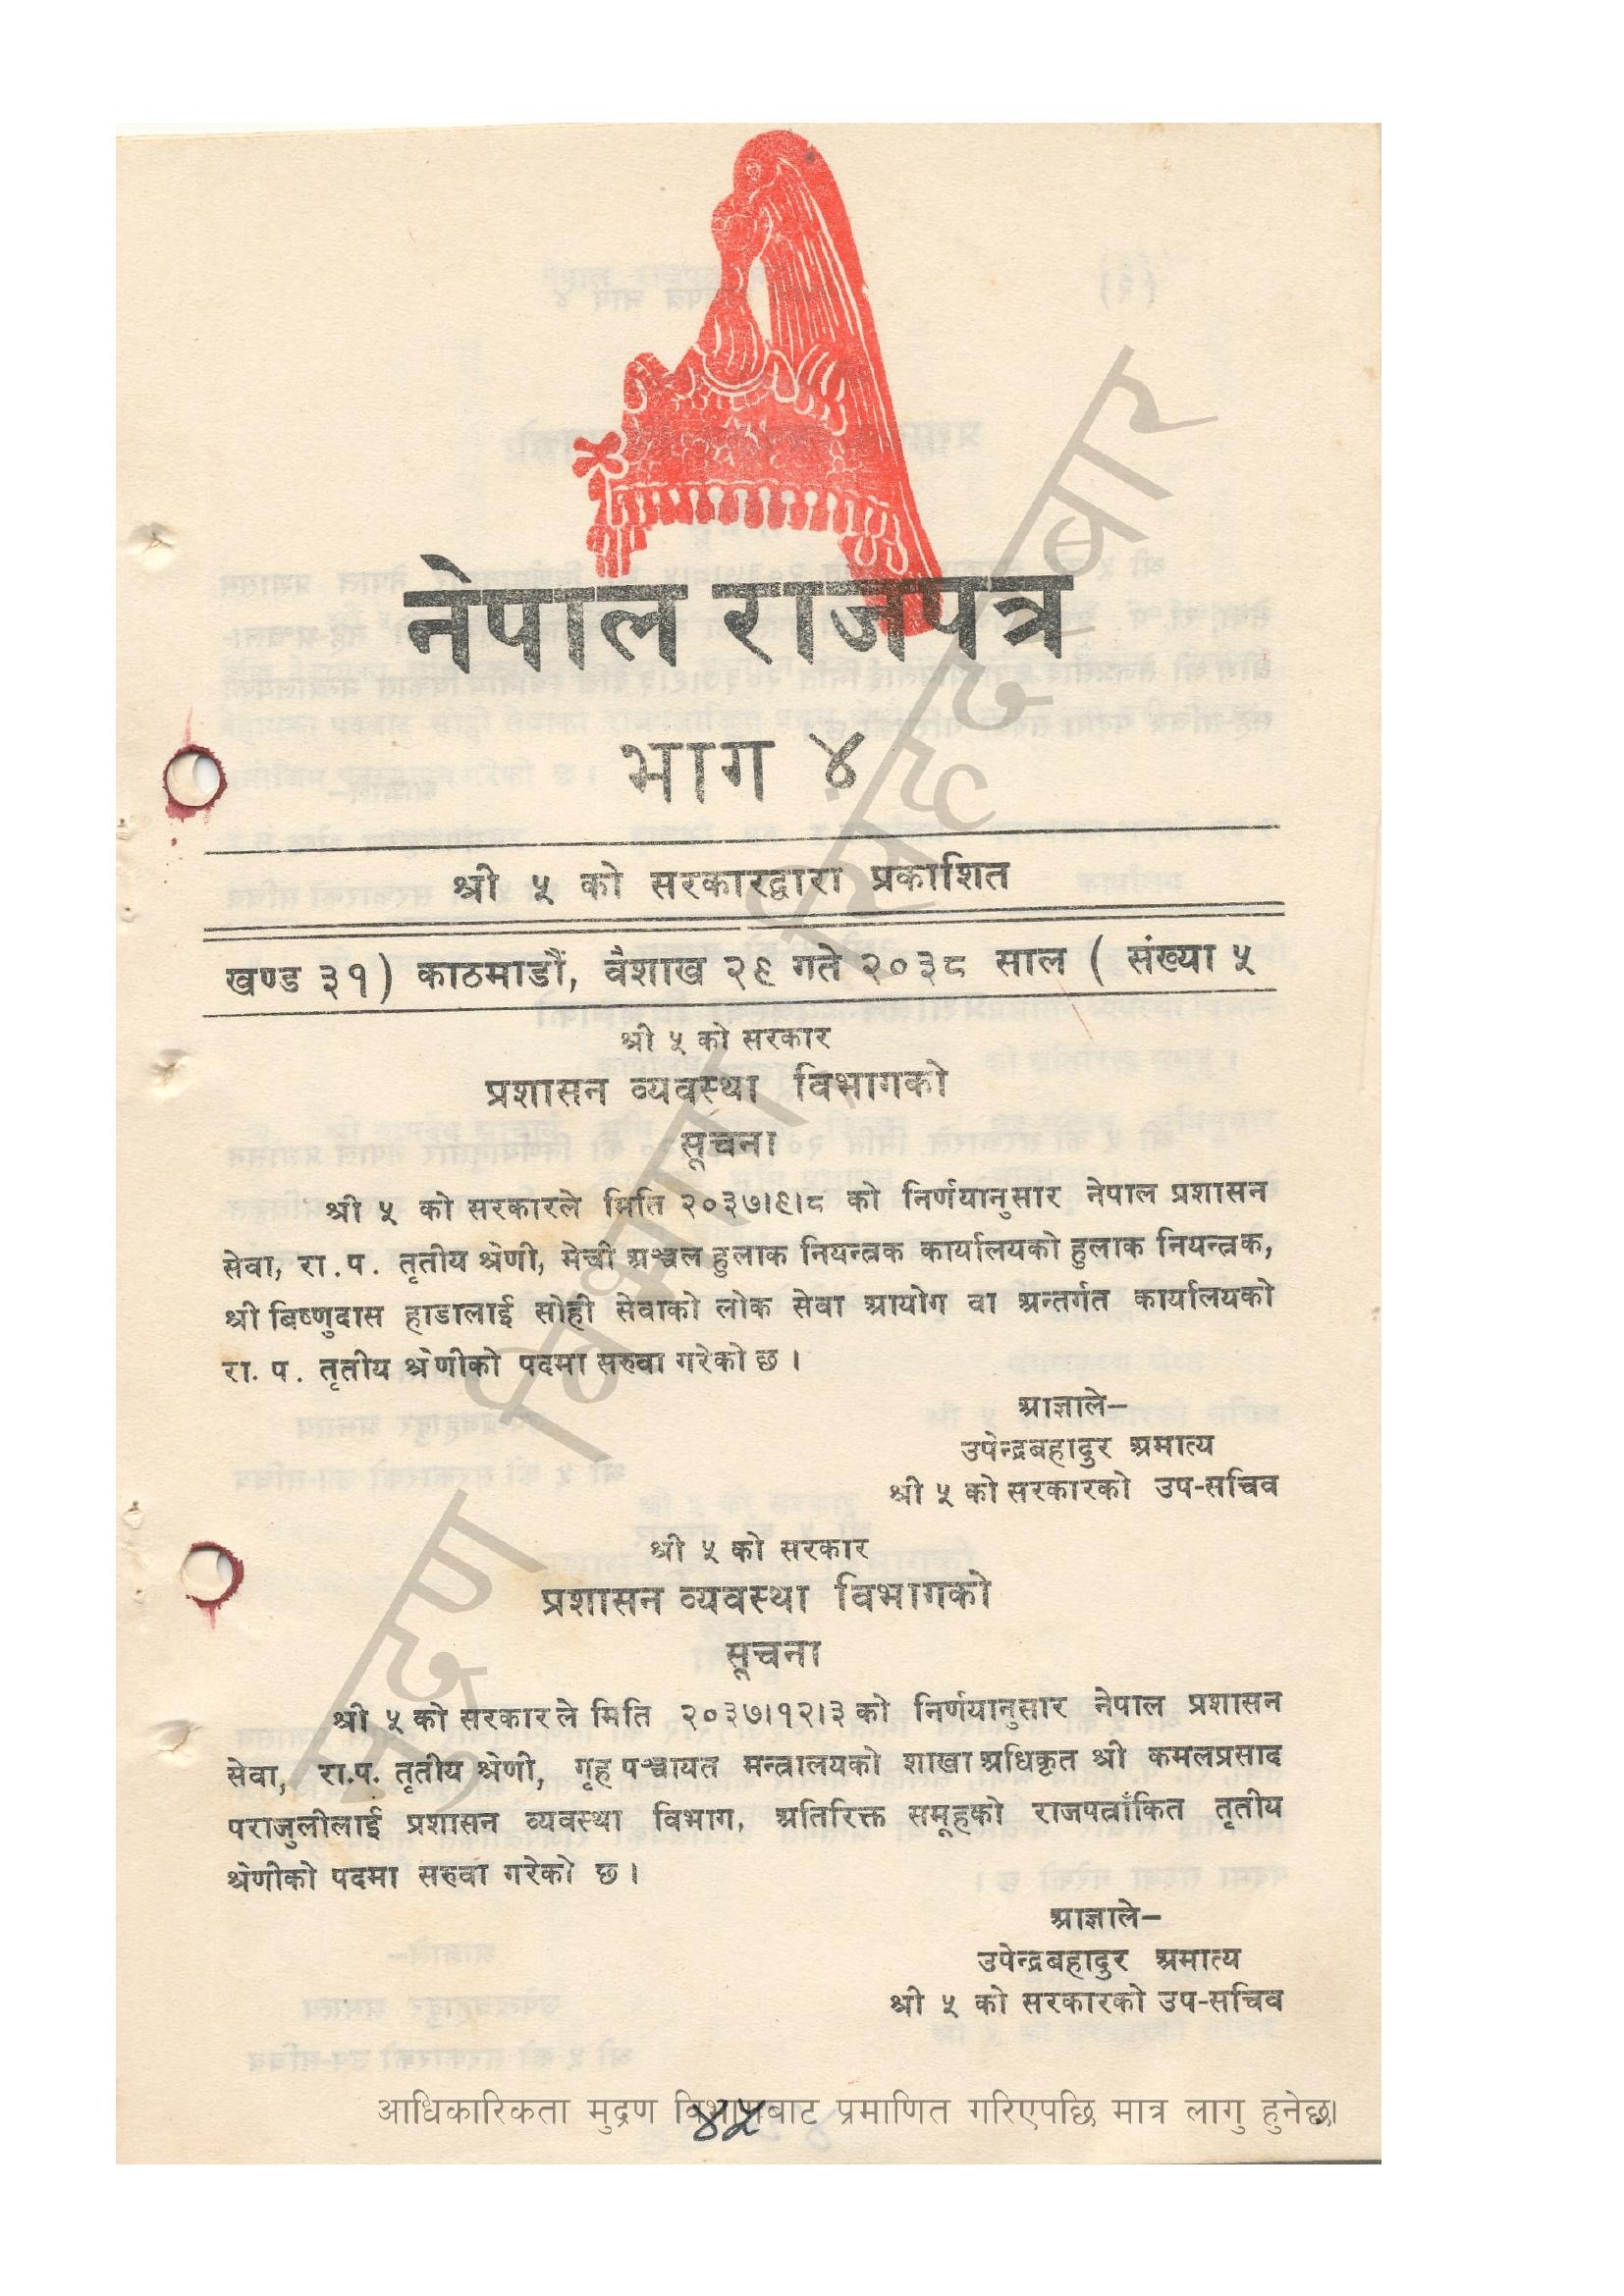 नेपाल राजपत्र
भाग ४
श्री ५ को सरकारद्वारा प्रकाशित
खण्ड ३१) काठमाडौं, वैशाख २९ गते २०३८ साल ( संख्या ५
श्री ५ को सरकार
प्रशासन व्यवस्था विभागको
सूचना
श्री ५ को सरकारले मिति २०३७।९।८ को निर्णयानुसार नेपाल प्रशासन
सेवा, रा.प. तृतीय श्रेणी, मेची अञ्चल हुलाक नियन्त्रक कार्यालयको हुलाक नियन्त्रक,
श्री बिष्णुदास हाडालाई सोही सेवाको लोक सेवा आयोग वा अन्तर्गत कार्यालयको
रा. प. तृतीय श्रेणीको पदमा सरुवा गरेको छ ।
आज्ञाले–
उपेन्द्रबहादुर अमात्य
श्री ५ को सरकारको उप-सचिव
श्री ५ को सरकार
प्रशासन व्यवस्था विभागको
सूचना
श्री ५ को सरकारले मिति २०३७।१२।३ को निर्णयानुसार नेपाल प्रशासन
सेवा, रा.प. तृतीय श्रेणी, गृह पञ्चायत मन्त्रालयको शाखा अधिकृत श्री कमलप्रसाद
पराजुलीलाई प्रशासन व्यवस्था विभाग, अतिरिक्त समूहको राजपत्राँकित तृतीय
श्रेणीको पदमा सरुवा गरेको छ ।
आज्ञाले–
उपेन्द्रबहादुर अमात्य
श्री ५ को सरकारको उप-सचिव
आधिकारिकता मुद्रण विभागबाट प्रमाणित गरिएपछि मात्र लागु हुनेछ।
४५